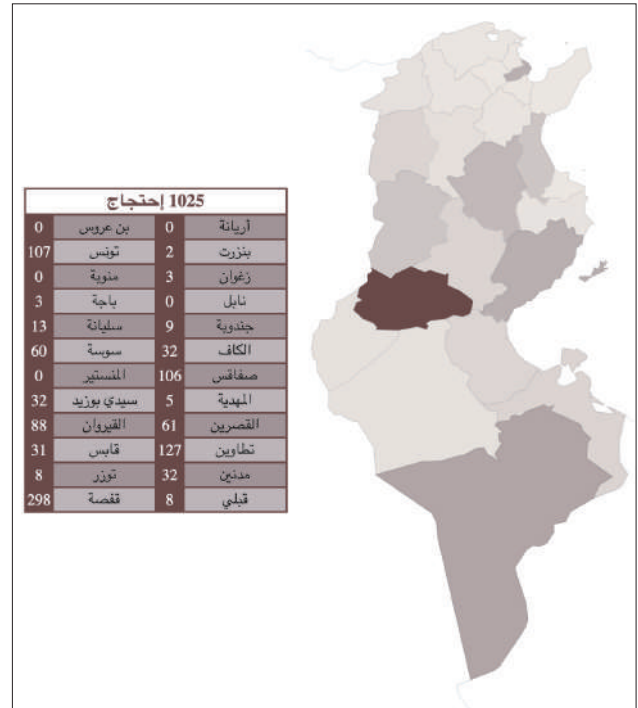 1025 إحتجاج
أريانة 0 بن عروس 0
بنزرت 2 تونس 107
زغوان 3 منوبة 0
نابل 0 باجة 3
جندوبة 9 سليانة 13
الكاف 32 سوسة 60
صفاقس 106 المنستير 0
المهدية 5 سيدي بوزيد 32
القصرين 61 القيروان 88
تطاوين 127 قابس 31
مدنين 32 توزر 8
قبلي 8 قفصة 298